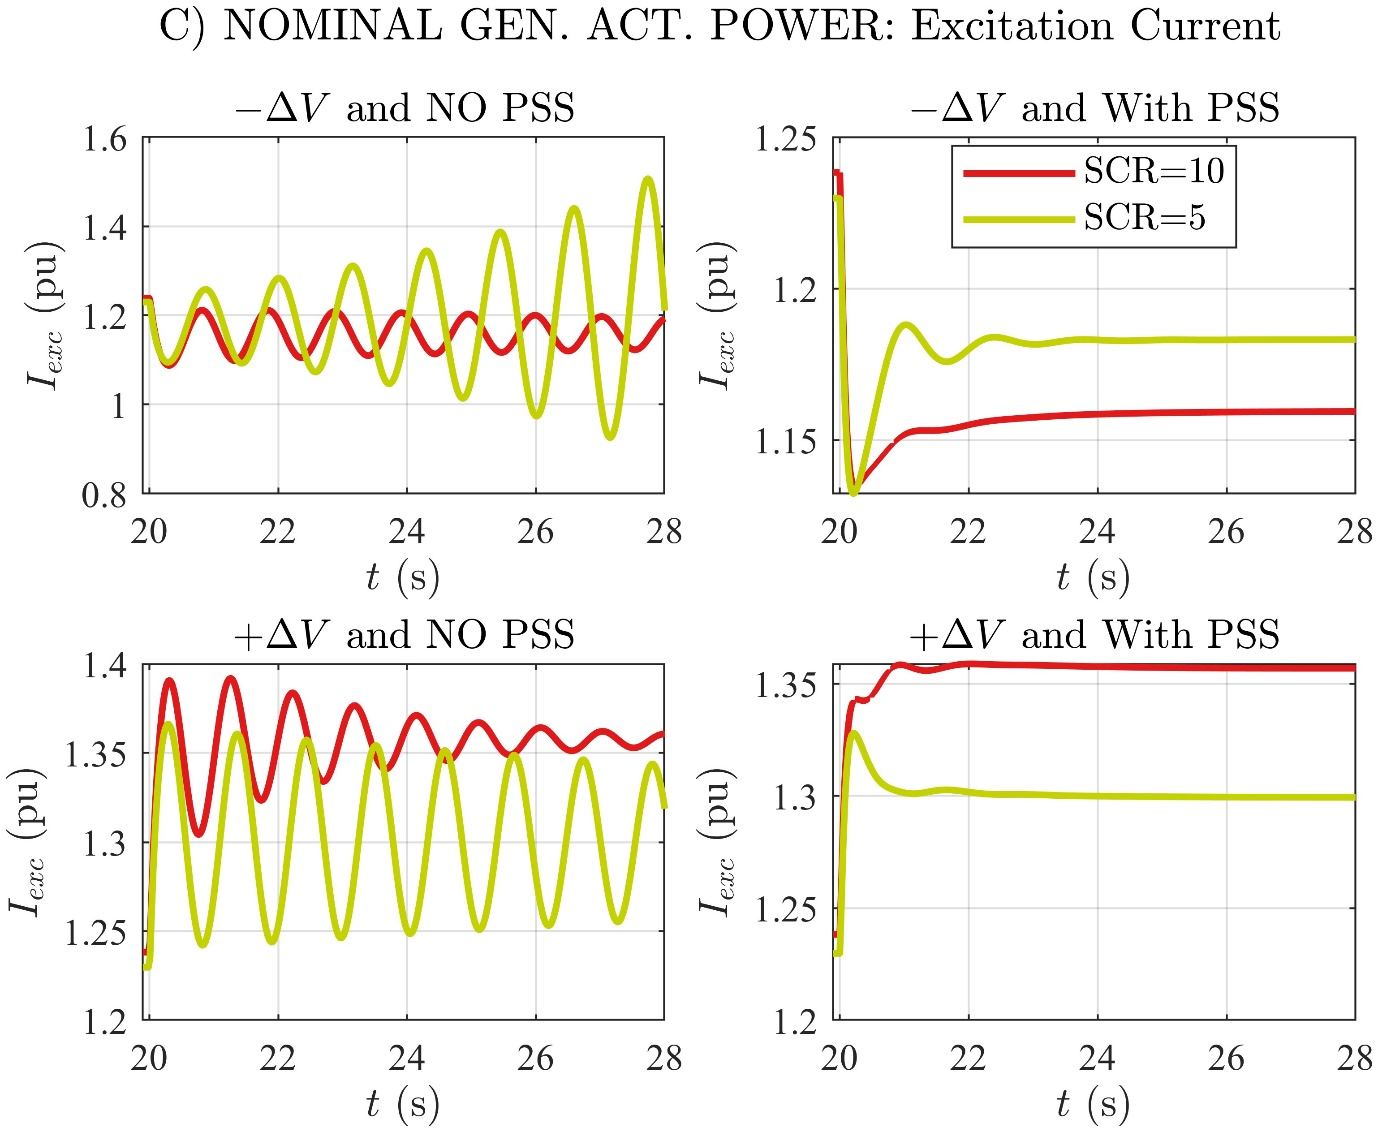 C) NOMINAL GEN. ACT. POWER: Excitation Current
−ΔV and NO PSS
1.6
1.4
1.2
1
0.8
I_exc (pu)
20 22 24 26 28
t (s)
−ΔV and With PSS
1.25
1.2
1.15
I_exc (pu)
SCR=10
SCR=5
20 22 24 26 28
t (s)
+ΔV and NO PSS
1.4
1.35
1.3
1.25
1.2
I_exc (pu)
20 22 24 26 28
t (s)
+ΔV and With PSS
1.35
1.3
1.25
1.2
I_exc (pu)
20 22 24 26 28
t (s)